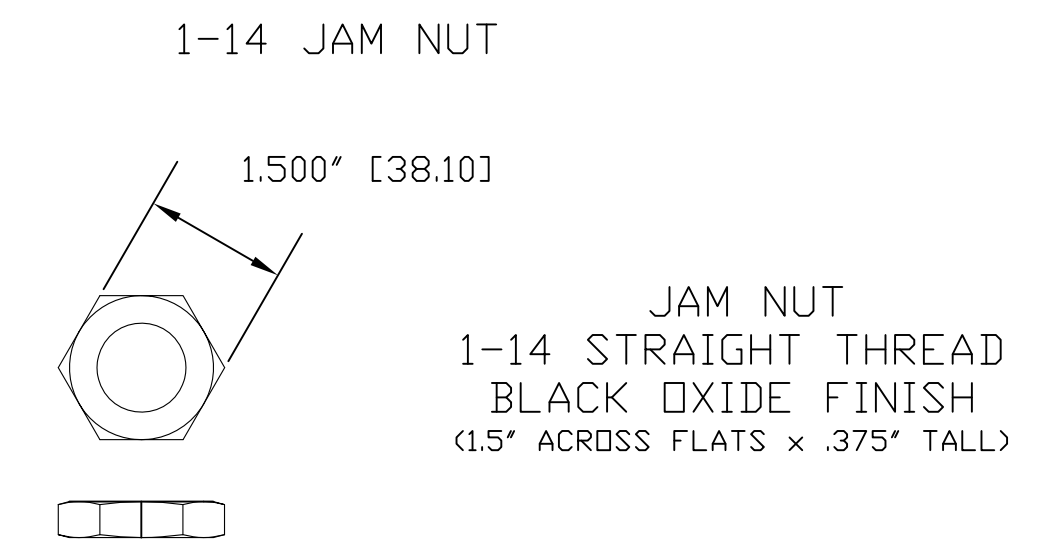 1-14 JAM NUT
1.500" [38.10]
JAM NUT
1-14 STRAIGHT THREAD
BLACK OXIDE FINISH
(1.5" ACROSS FLATS x .375" TALL)